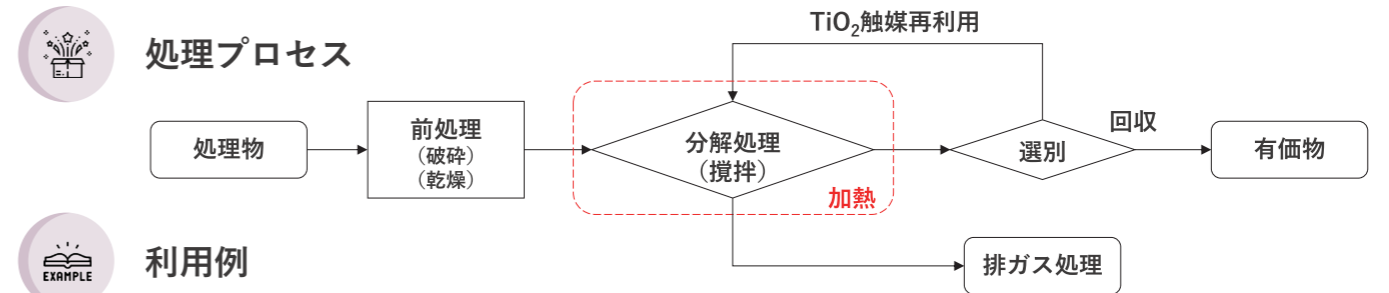 処理プロセス
TiO₂触媒再利用
処理物
前処理
（破砕）
（乾燥）
分解処理
（撹拌）
加熱
選別
回収
有価物
排ガス処理
EXAMPLE
利用例